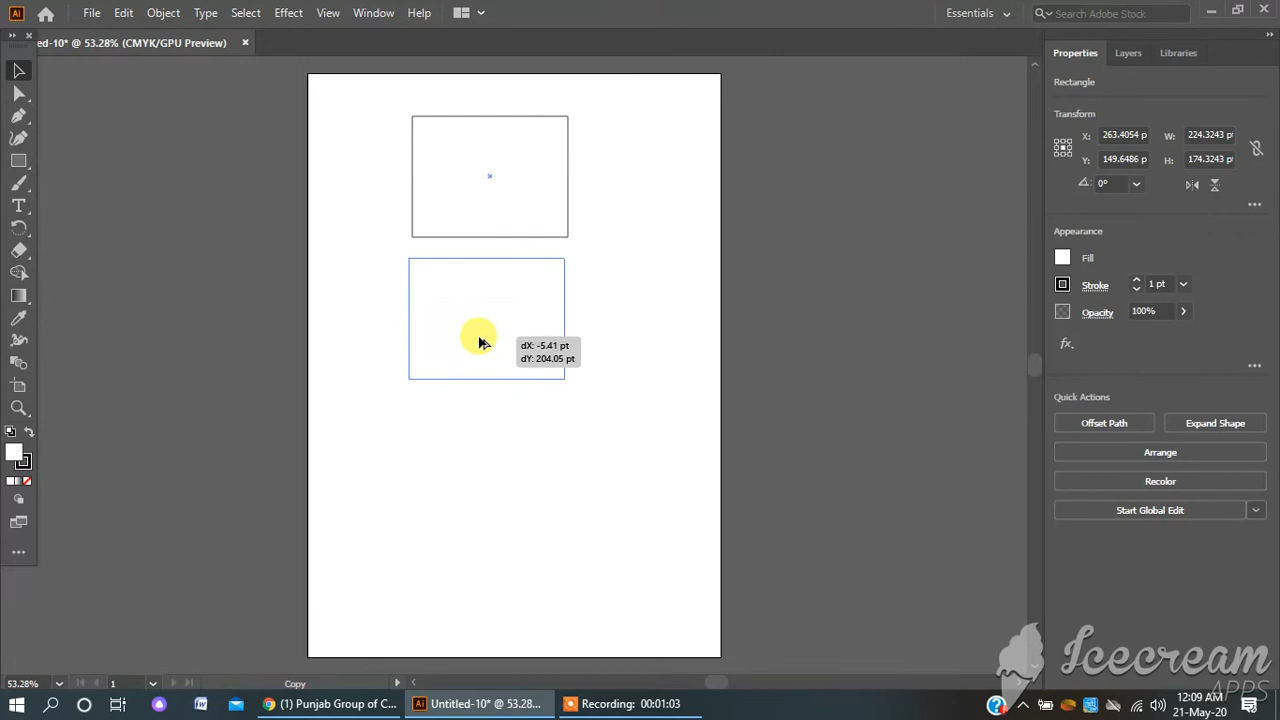 Ai File Edit Object Type Select Effect View Window Help Essentials Search Adobe Stock
led-10* @ 53.28% (CMYK/GPU Preview)
Properties Layers Libraries
Rectangle
Transform
X: 263.4054 p W: 224.3243 p
Y: 149.6486 p H: 174.3243 p
0°
Appearance
Fill
Stroke 1 pt
Opacity 100%
fx.
dX: -5.41 pt
dY: 204.05 pt
Quick Actions
Offset Path Expand Shape
Arrange
Recolor
Start Global Edit
53.28% 1 Copy
Icecream
APPS
(1) Punjab Group of C... Untitled-10* @ 53.28... Recording: 00:01:03
12:09 AM
21-May-20